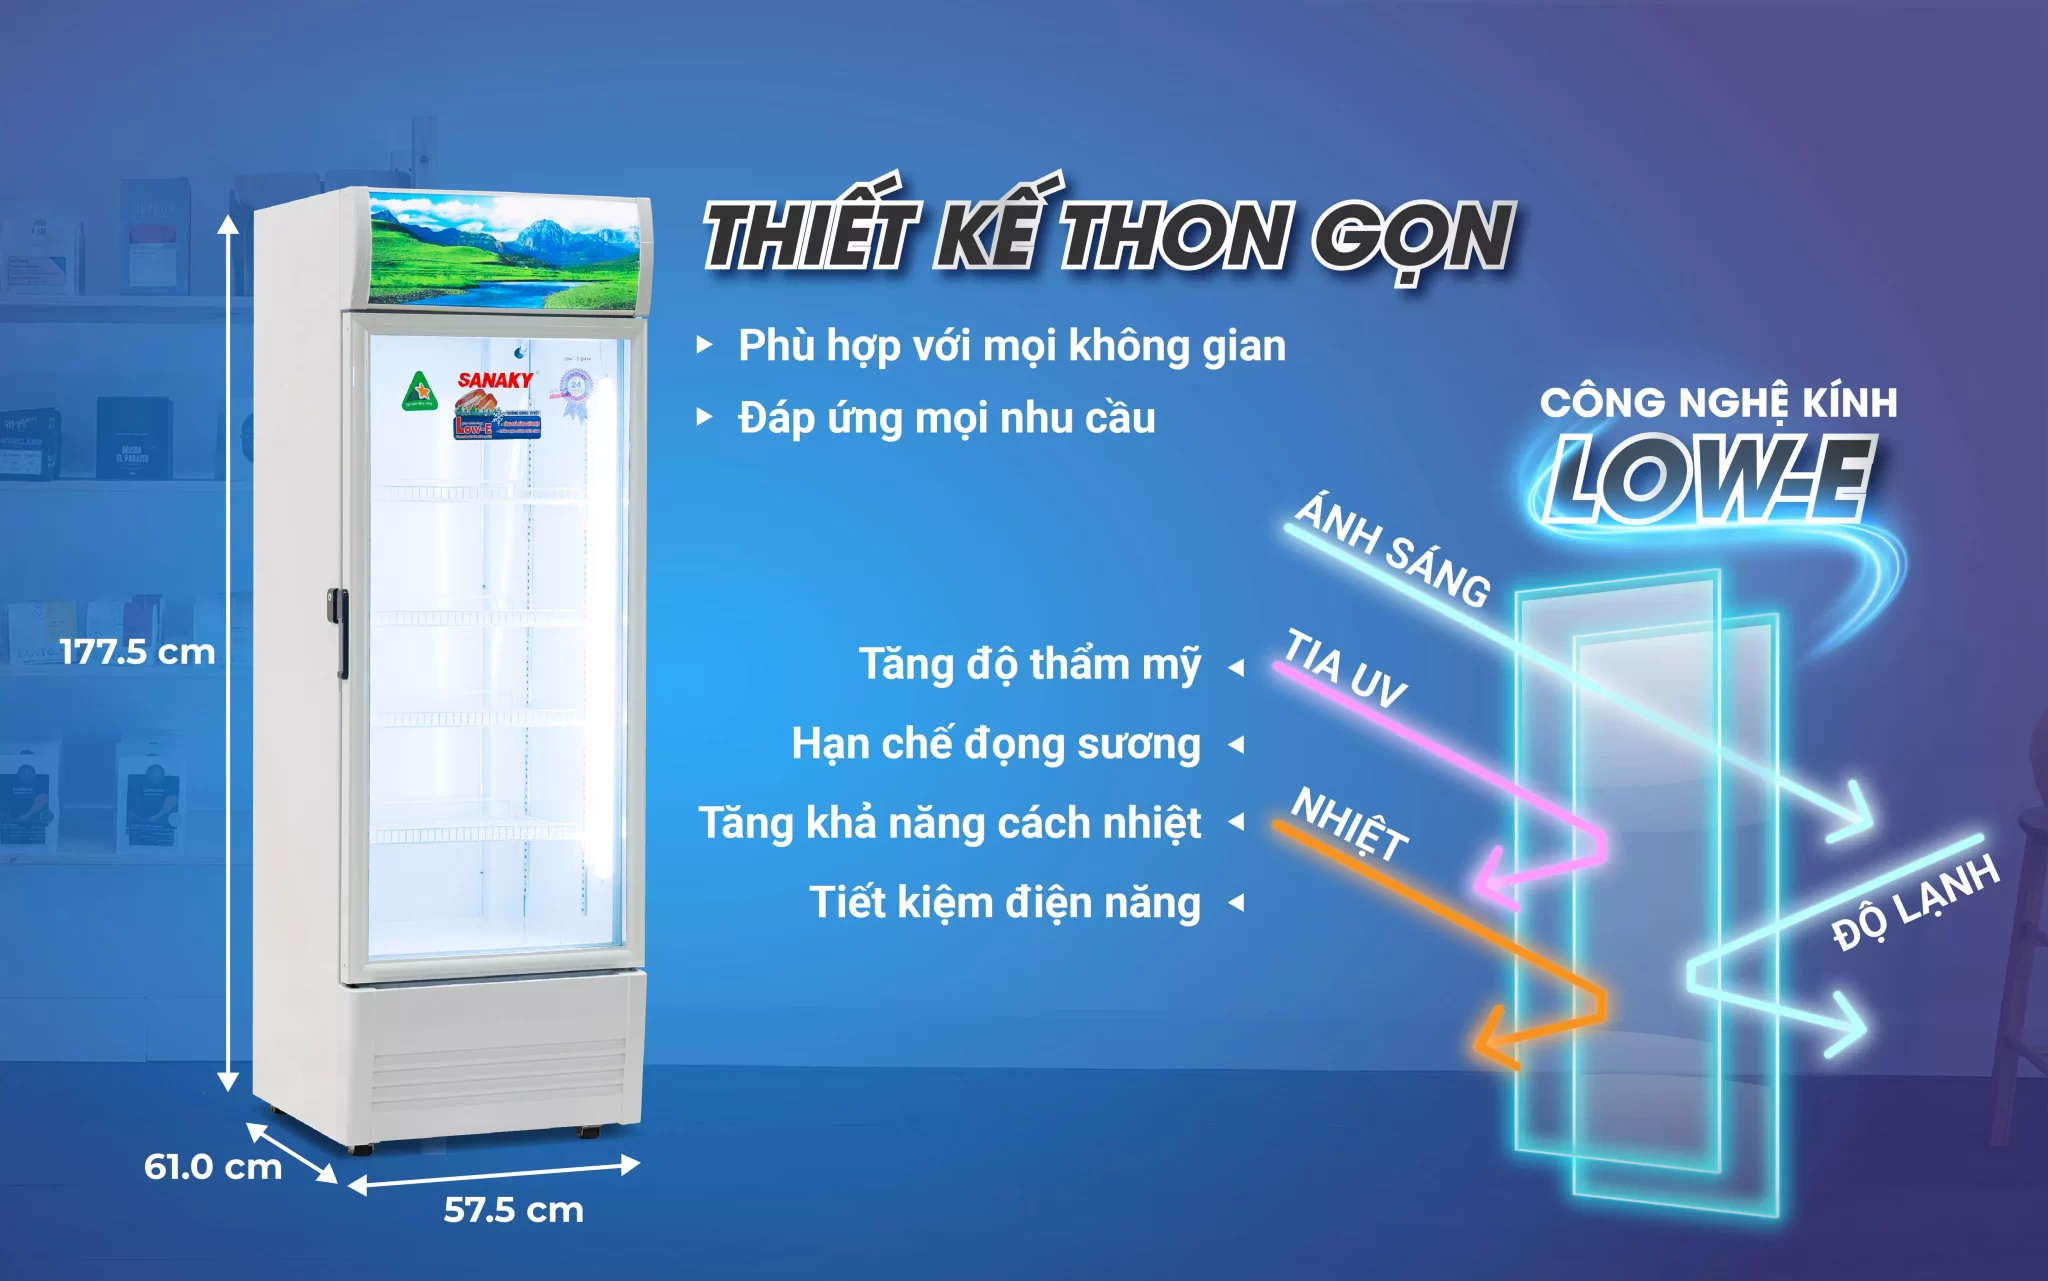 THIẾT KẾ THON GỌN
Phù hợp với mọi không gian
Đáp ứng mọi nhu cầu
SANAKY
Low-E
177.5 cm
61.0 cm
57.5 cm
CÔNG NGHỆ KÍNH
LOW-E
Tăng độ thẩm mỹ
Hạn chế đọng sương
Tăng khả năng cách nhiệt
Tiết kiệm điện năng
ÁNH SÁNG
TIA UV
NHIỆT
ĐỘ LẠNH